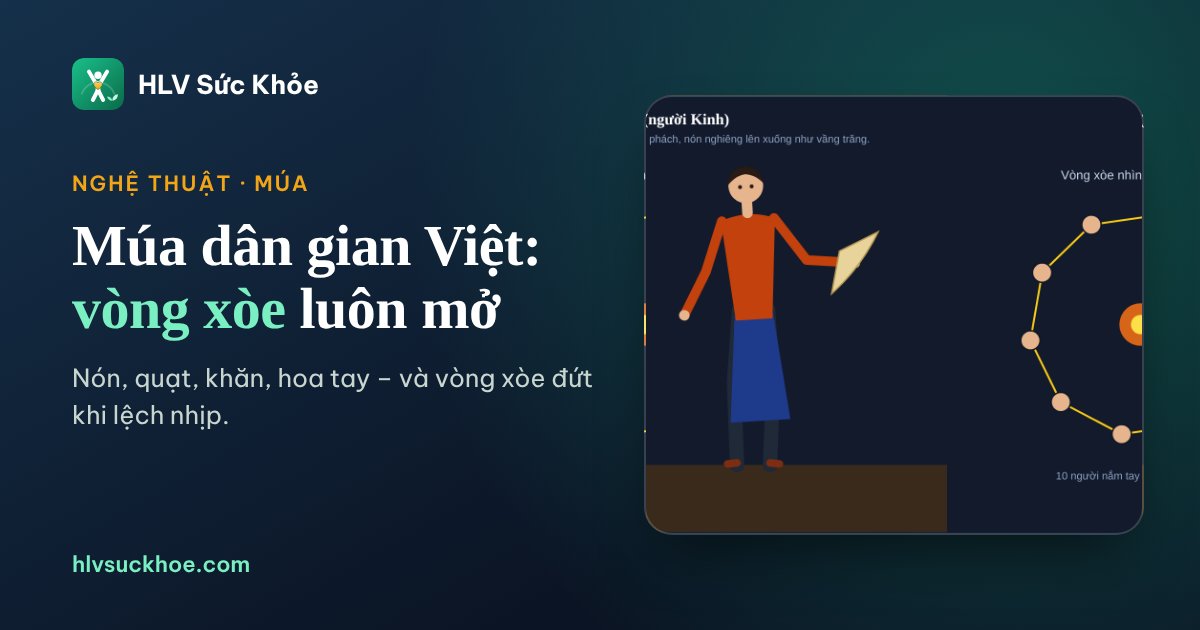 HLV Sức Khỏe
NGHỆ THUẬT · MÚA
Múa dân gian Việt:
vòng xòe luôn mở
Nón, quạt, khăn, hoa tay – và vòng xòe đứt
khi lệch nhịp.
hlvsuckhoe.com
(người Kinh)
phách, nón nghiêng lên xuống như vầng trăng.
Vòng xòe nhìn
10 người nắm tay